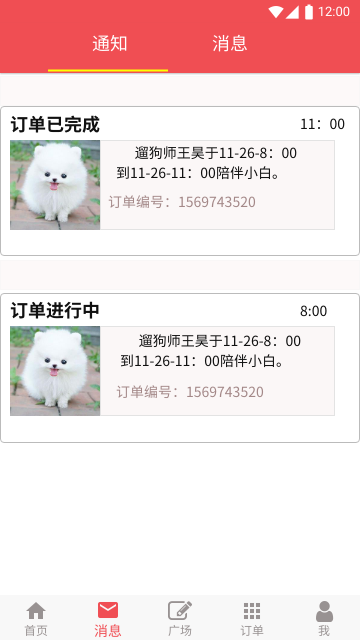 12:00
通知
消息
订单已完成
11：00
遛狗师王昊于11-26-8：00
到11-26-11：00陪伴小白。
订单编号：1569743520
订单进行中
8:00
遛狗师王昊于11-26-8：00
到11-26-11：00陪伴小白。
订单编号：1569743520
首页
消息
广场
订单
我